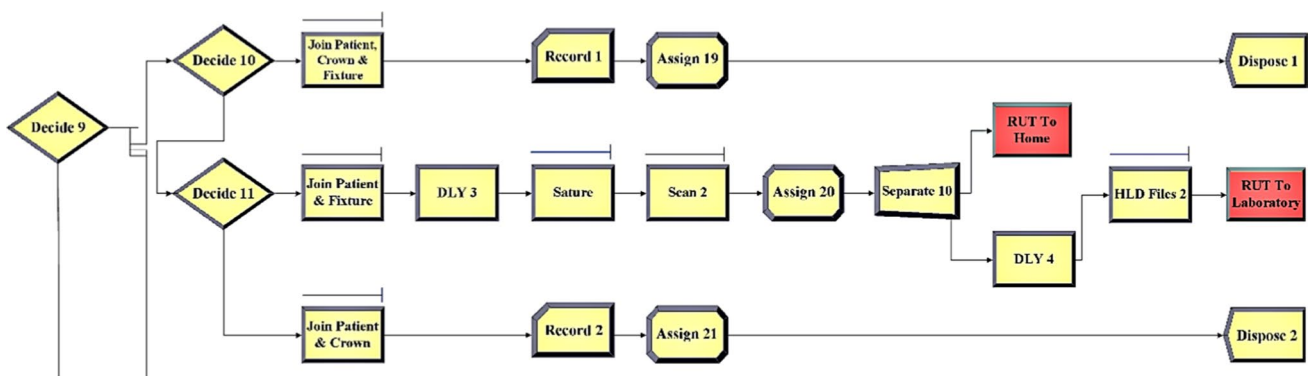 Decide 9
Decide 10
Join Patient,
Crown &
Fixture
Record 1
Assign 19
Dispose 1
Decide 11
Join Patient
& Fixture
DLY 3
Sature
Scan 2
Assign 20
Separate 10
RUT To
Home
DLY 4
HLD Files 2
RUT To
Laboratory
Join Patient
& Crown
Record 2
Assign 21
Dispose 2